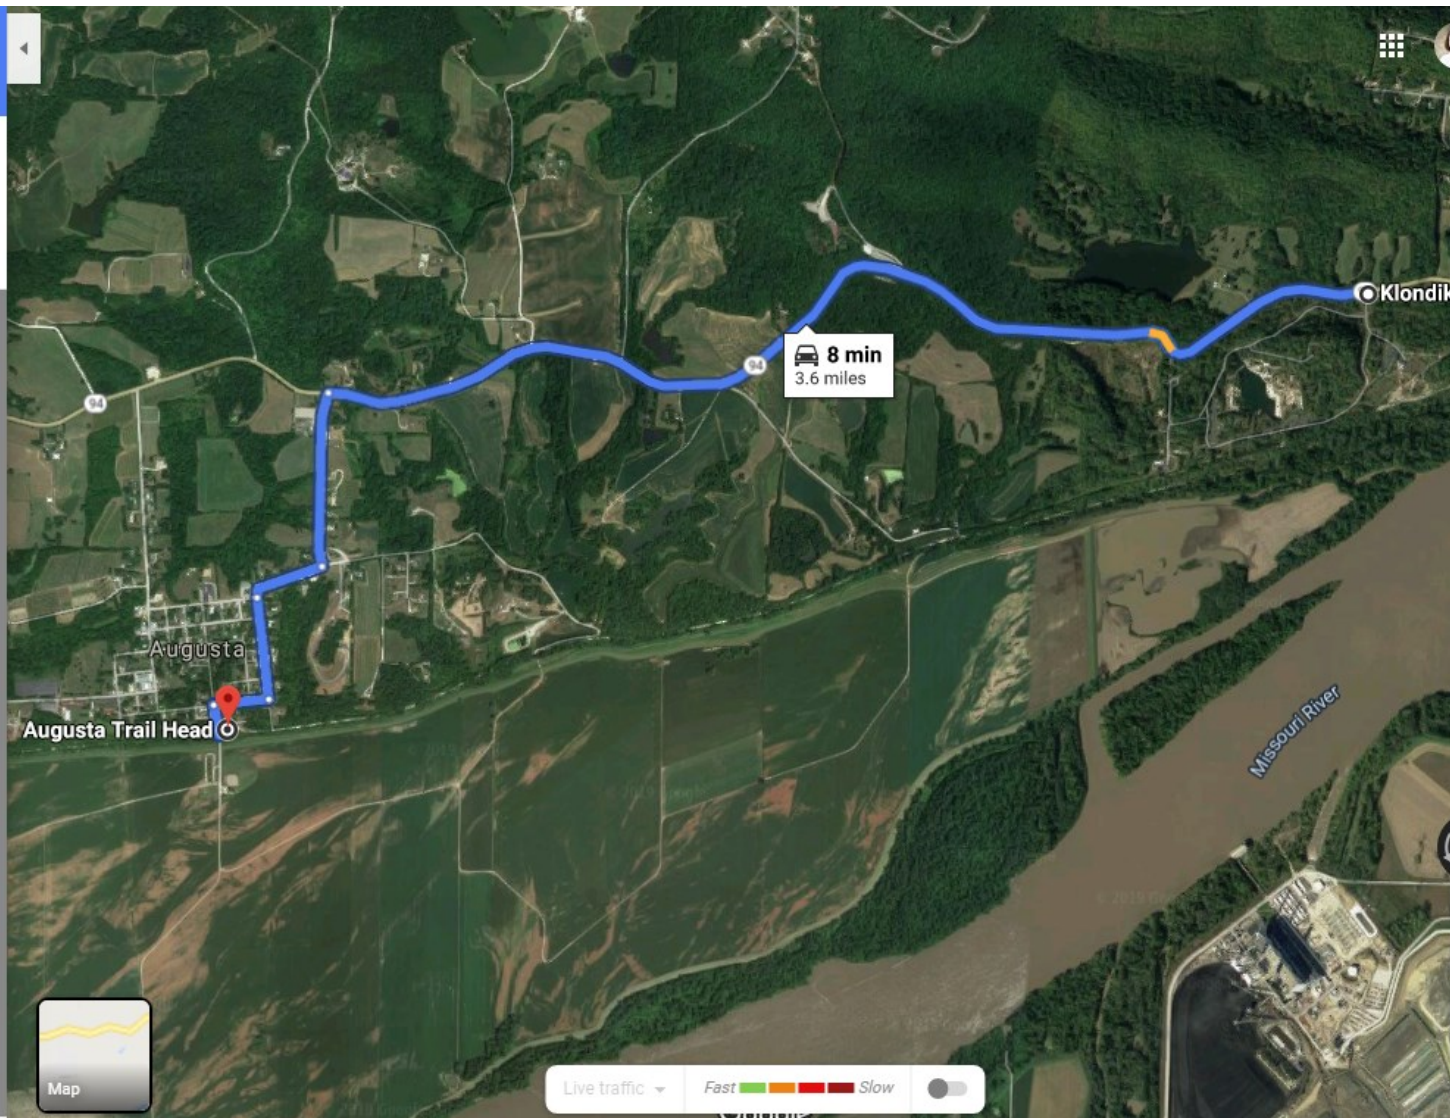 Klondik
94
8 min
3.6 miles
94
Augusta
Augusta Trail Head
Missouri River
Map
Live traffic
Fast
Slow